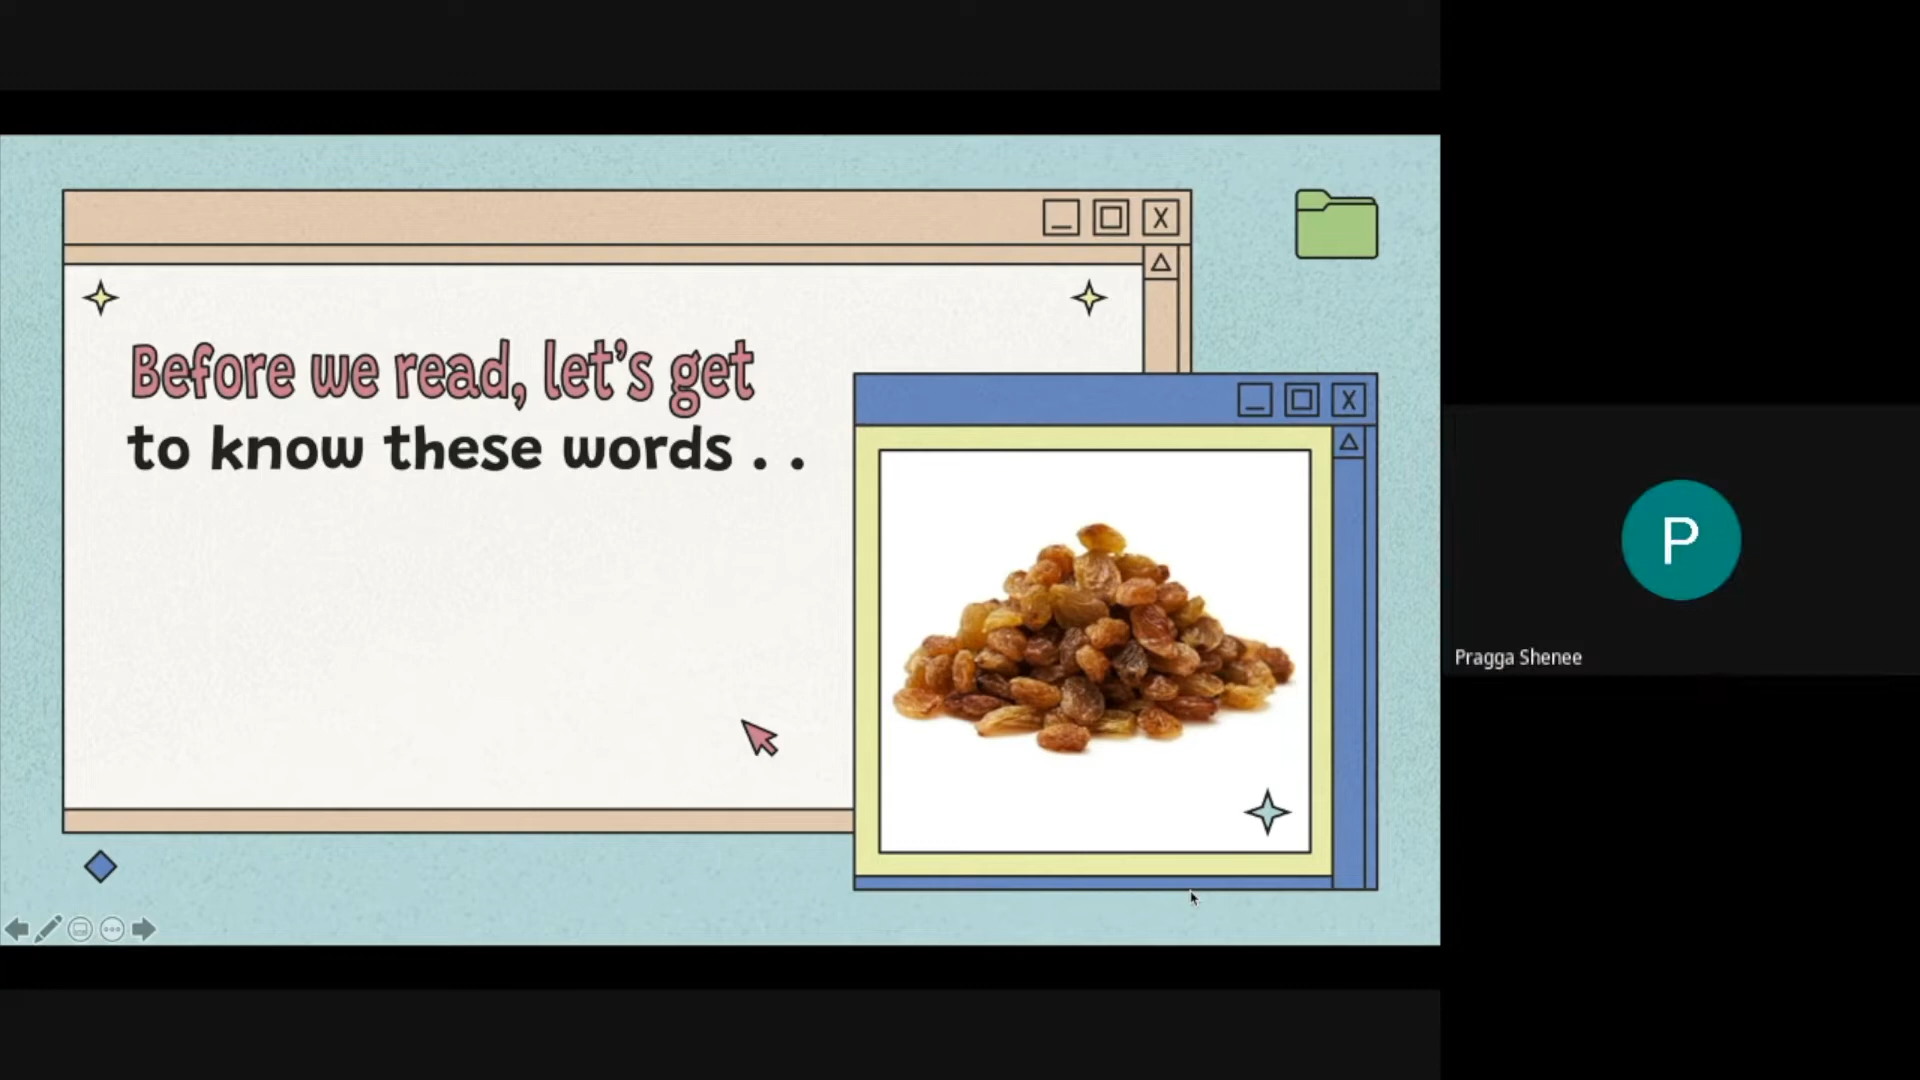 Before we read, let's get
to know these words . .
P
Pragga Shenee